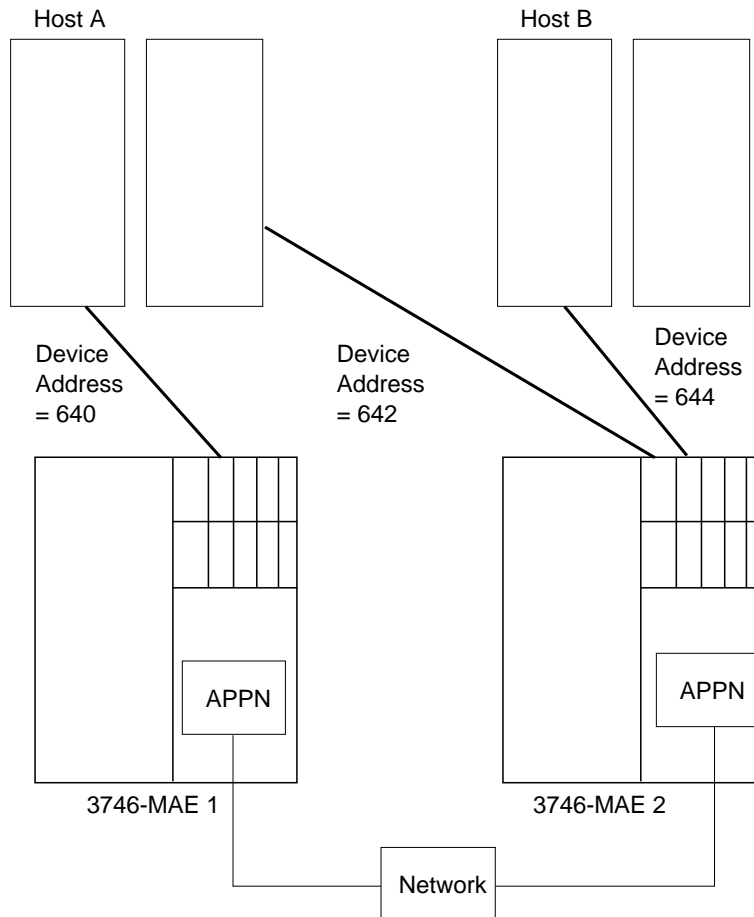 Host A
Host B
Device
Address
= 640
Device
Address
= 642
Device
Address
= 644
APPN
APPN
3746-MAE 1
3746-MAE 2
Network